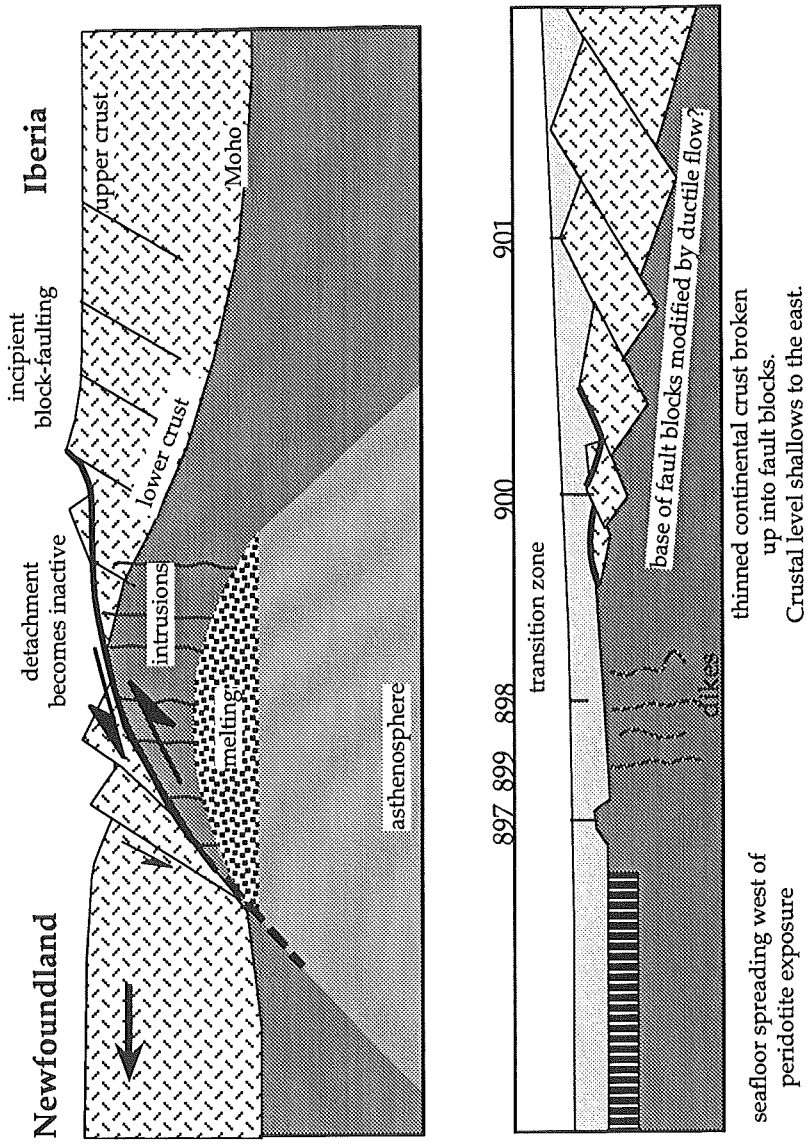 Newfoundland
Iberia
detachment
becomes inactive
incipient
block-faulting
upper crust
Moho
lower crust
intrusions
melting
asthenosphere
897
899
898
900
901
transition zone
base of fault blocks modified by ductile flow?
dikes
seafloor spreading west of
peridotite exposure
thinned continental crust broken
up into fault blocks.
Crustal level shallows to the east.